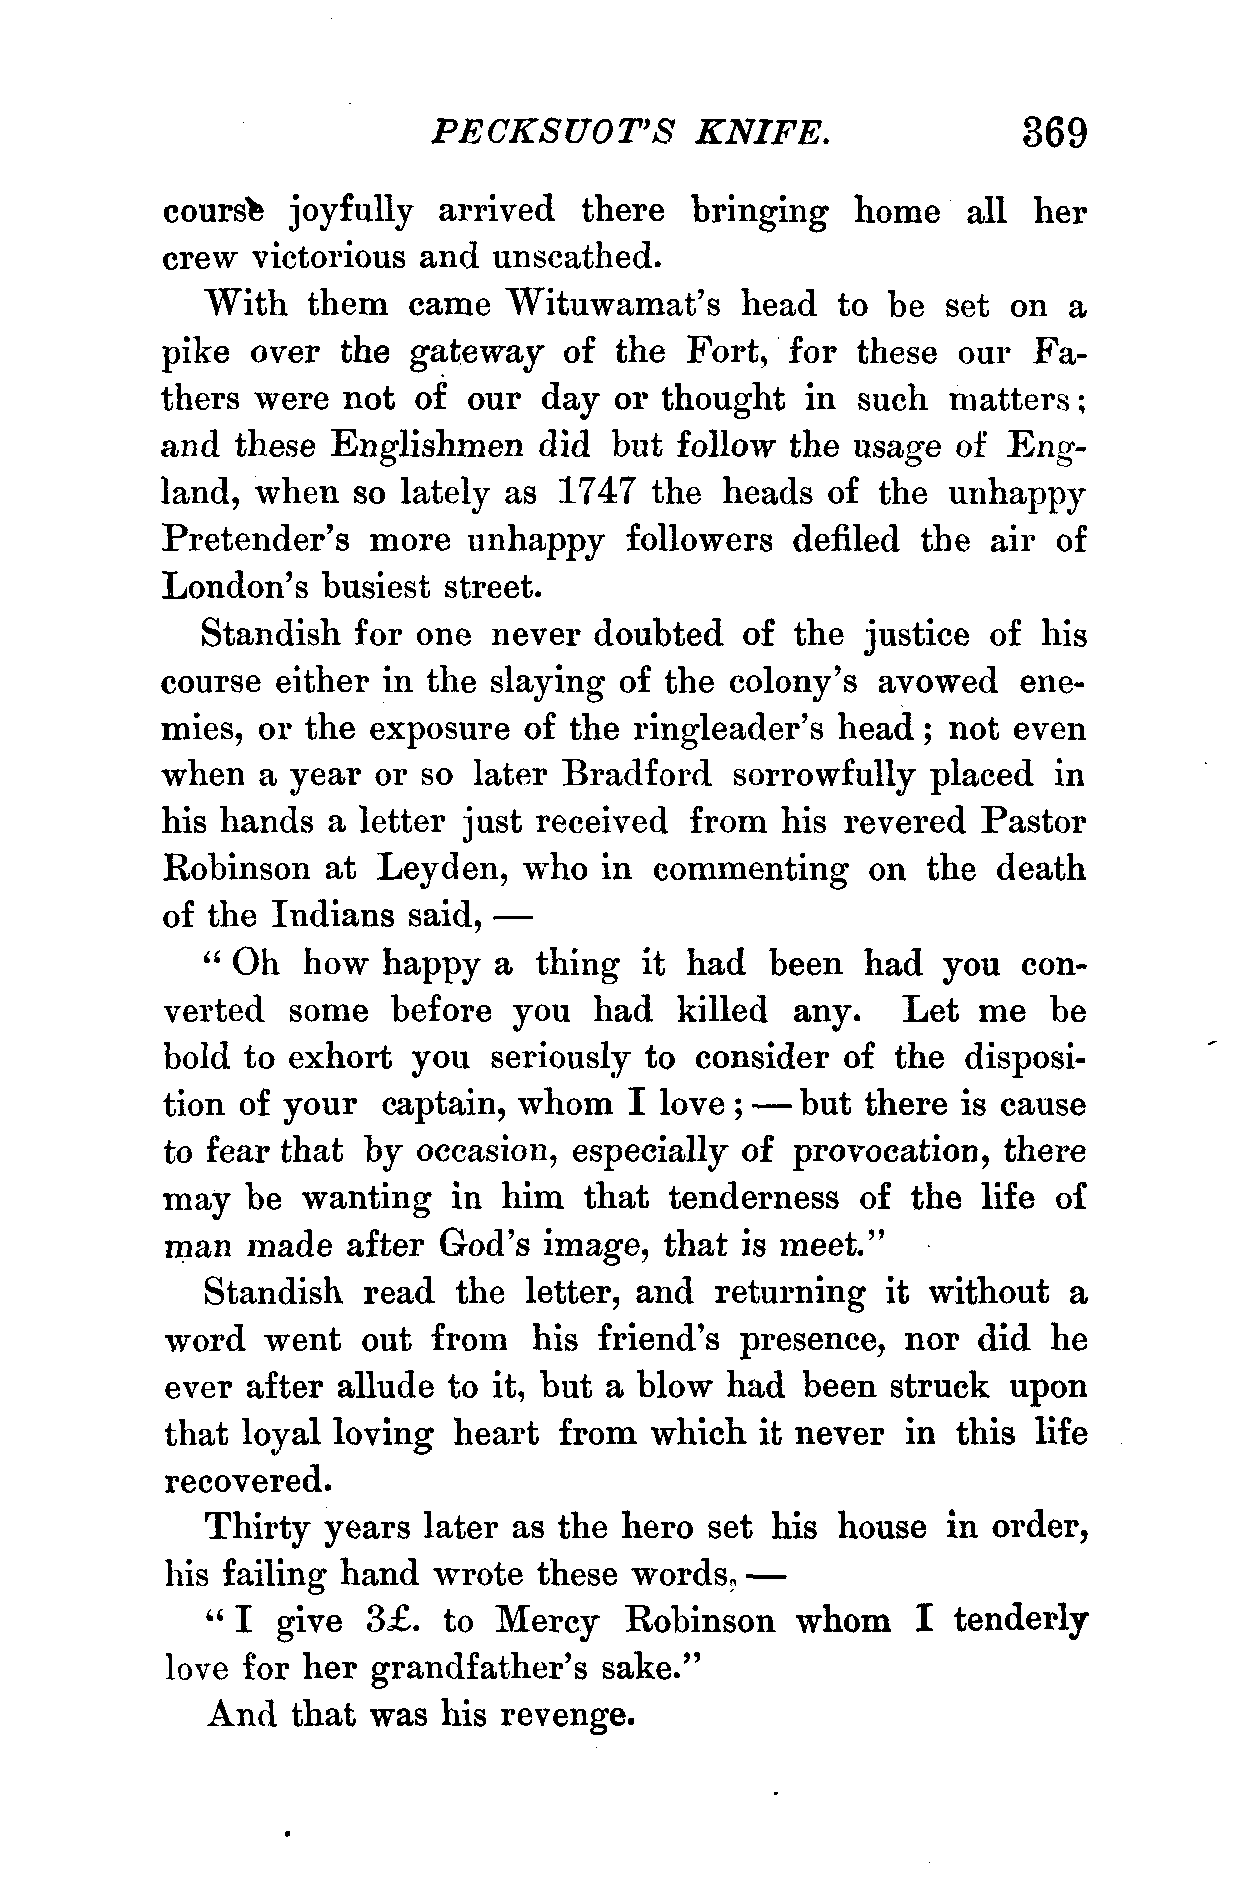 PECKSUOT'S KNIFE. 369
course joyfully arrived there bringing home all her
crew victorious and unscathed.
With them came Wituwamat's head to be set on a
pike over the gateway of the Fort, for these our Fa-
thers were not of our day or thought in such matters;
and these Englishmen did but follow the usage of Eng-
land, when so lately as 1747 the heads of the unhappy
Pretender's more unhappy followers defiled the air of
London's busiest street.
Standish for one never doubted of the justice of his
course either in the slaying of the colony's avowed ene-
mies, or the exposure of the ringleader's head; not even
when a year or so later Bradford sorrowfully placed in
his hands a letter just received from his revered Pastor
Robinson at Leyden, who in commenting on the death
of the Indians said, —
"Oh how happy a thing it had been had you con-
verted some before you had killed any. Let me be
bold to exhort you seriously to consider of the disposi-
tion of your captain, whom I love; — but there is cause
to fear that by occasion, especially of provocation, there
may be wanting in him that tenderness of the life of
man made after God's image, that is meet."
Standish read the letter, and returning it without a
word went out from his friend's presence, nor did he
ever after allude to it, but a blow had been struck upon
that loyal loving heart from which it never in this life
recovered.
Thirty years later as the hero set his house in order,
his failing hand wrote these words, —
"I give 3£. to Mercy Robinson whom I tenderly
love for her grandfather's sake."
And that was his revenge.